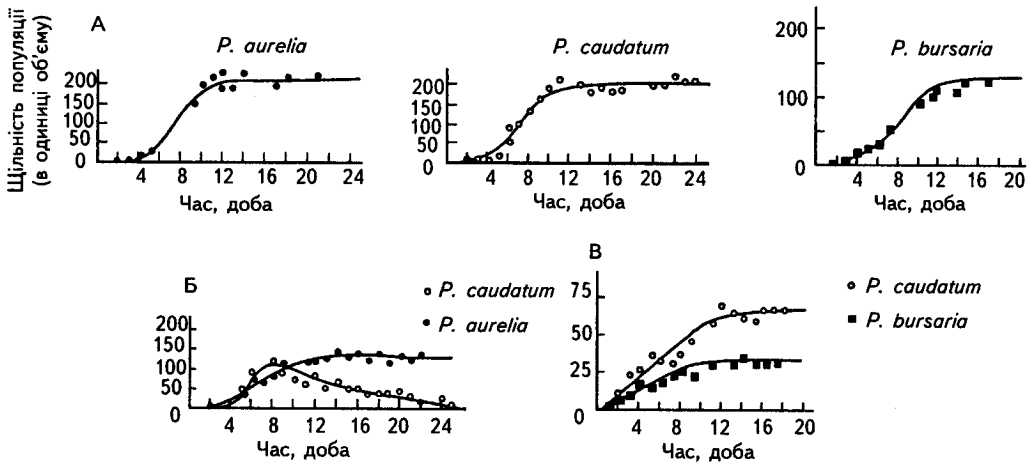 А
Щільність популяції
(в одиниці об'єму)
P. aurelia
200
150
100
50
0
4 8 12 16 20 24
Час, доба
P. caudatum
200
150
100
50
0
4 8 12 16 20 24
Час, доба
P. bursaria
200
100
0
4 8 12 16 20
Час, доба
Б
P. caudatum
P. aurelia
200
150
100
50
0
4 8 12 16 20 24
Час, доба
В
P. caudatum
P. bursaria
75
50
25
0
4 8 12 16 20
Час, доба